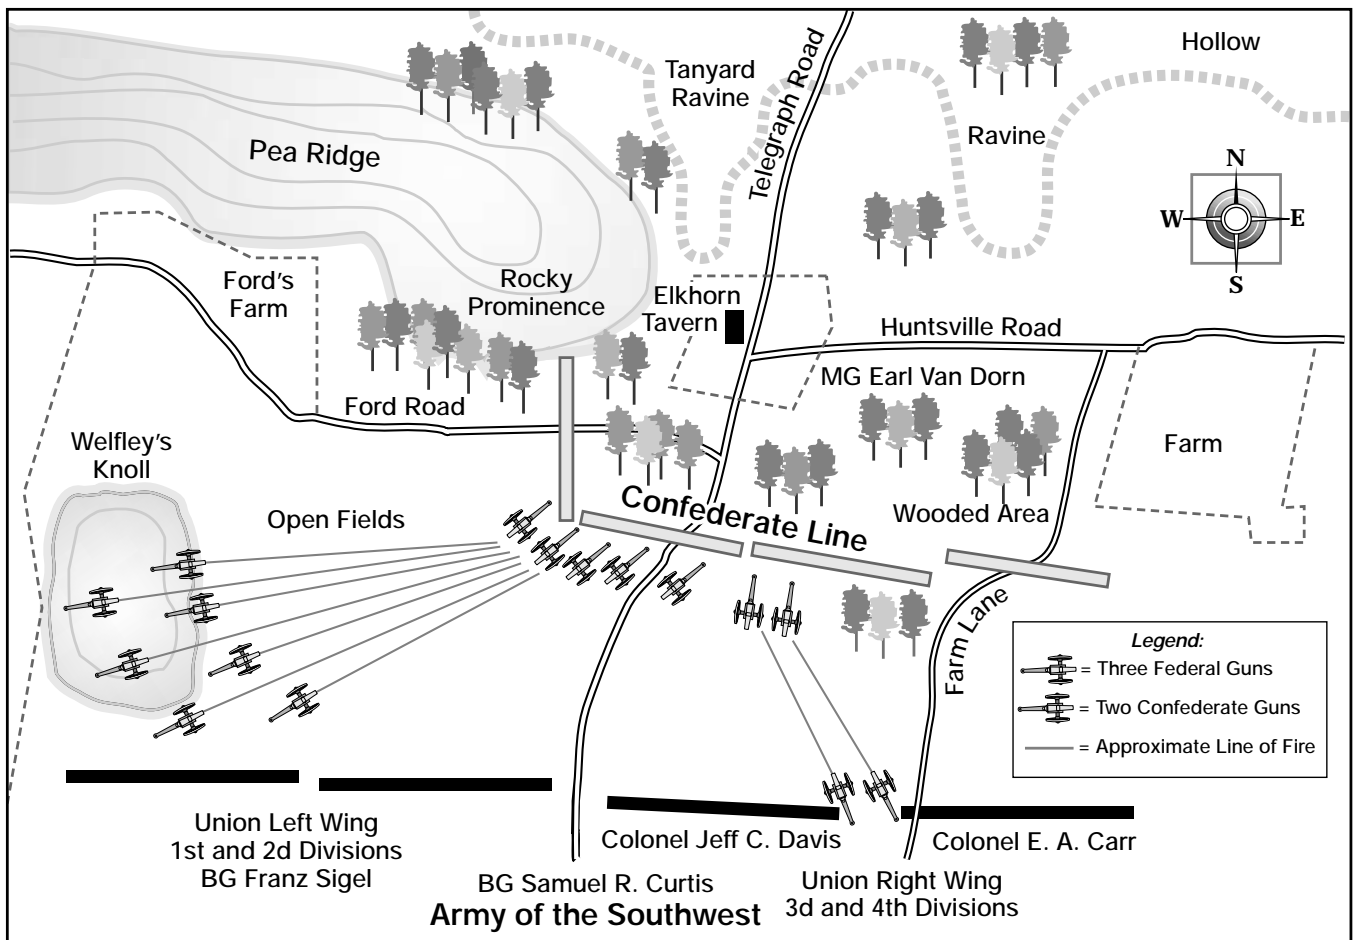 Hollow
Tanyard
Ravine
Telegraph Road
Ravine
Pea Ridge
N
W
E
S
Ford's
Farm
Rocky
Prominence
Elkhorn
Tavern
Huntsville Road
MG Earl Van Dorn
Ford Road
Welfley's
Knoll
Farm
Open Fields
Confederate Line
Wooded Area
Farm Lane
Legend:
= Three Federal Guns
= Two Confederate Guns
= Approximate Line of Fire
Union Left Wing
1st and 2d Divisions
BG Franz Sigel
Colonel Jeff C. Davis
Colonel E. A. Carr
BG Samuel R. Curtis
Army of the Southwest
Union Right Wing
3d and 4th Divisions